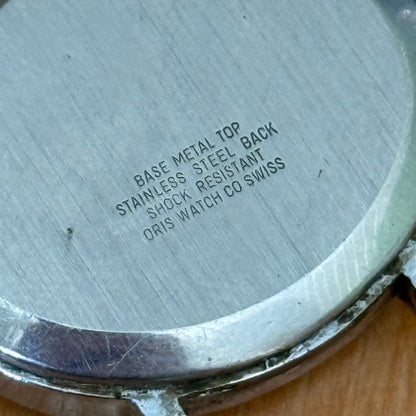 BASE METAL TOP
STAINLESS STEEL BACK
SHOCK RESISTANT
ORIS WATCH CO SWISS